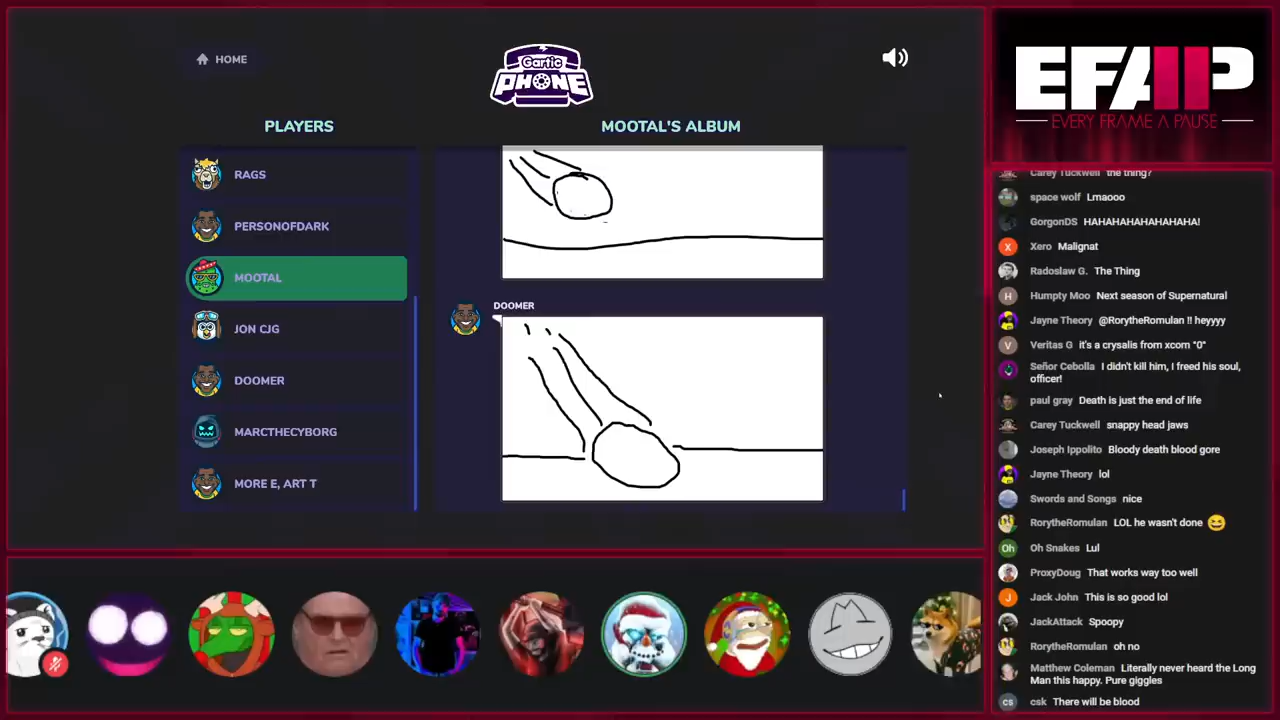 HOME
Gartic
PHONE
PLAYERS
MOOTAL'S ALBUM
RAGS
PERSONOFDARK
MOOTAL
JON CJG
DOOMER
MARCTHECYBORG
MORE E, ART T
DOOMER
EFAP
EVERY FRAME A PAUSE
Carey Tuckwell the thing?
space wolf Lmaooo
GorgonDS HAHAHAHAHAHAHA!
X Xero Malignat
Radoslaw G. The Thing
H Humpty Moo Next season of Supernatural
Jayne Theory @RorytheRomulan !! heyyyy
V Veritas G it's a crysalis from xcom "0"
Señor Cebolla I didn't kill him, I freed his soul,
officer!
paul gray Death is just the end of life
Carey Tuckwell snappy head jaws
Joseph Ippolito Bloody death blood gore
Jayne Theory lol
Swords and Songs nice
RorytheRomulan LOL he wasn't done 😆
Oh Oh Snakes Lul
ProxyDoug That works way too well
J Jack John This is so good lol
JackAttack Spoopy
RorytheRomulan oh no
Matthew Coleman Literally never heard the Long
Man this happy. Pure giggles
cs csk There will be blood